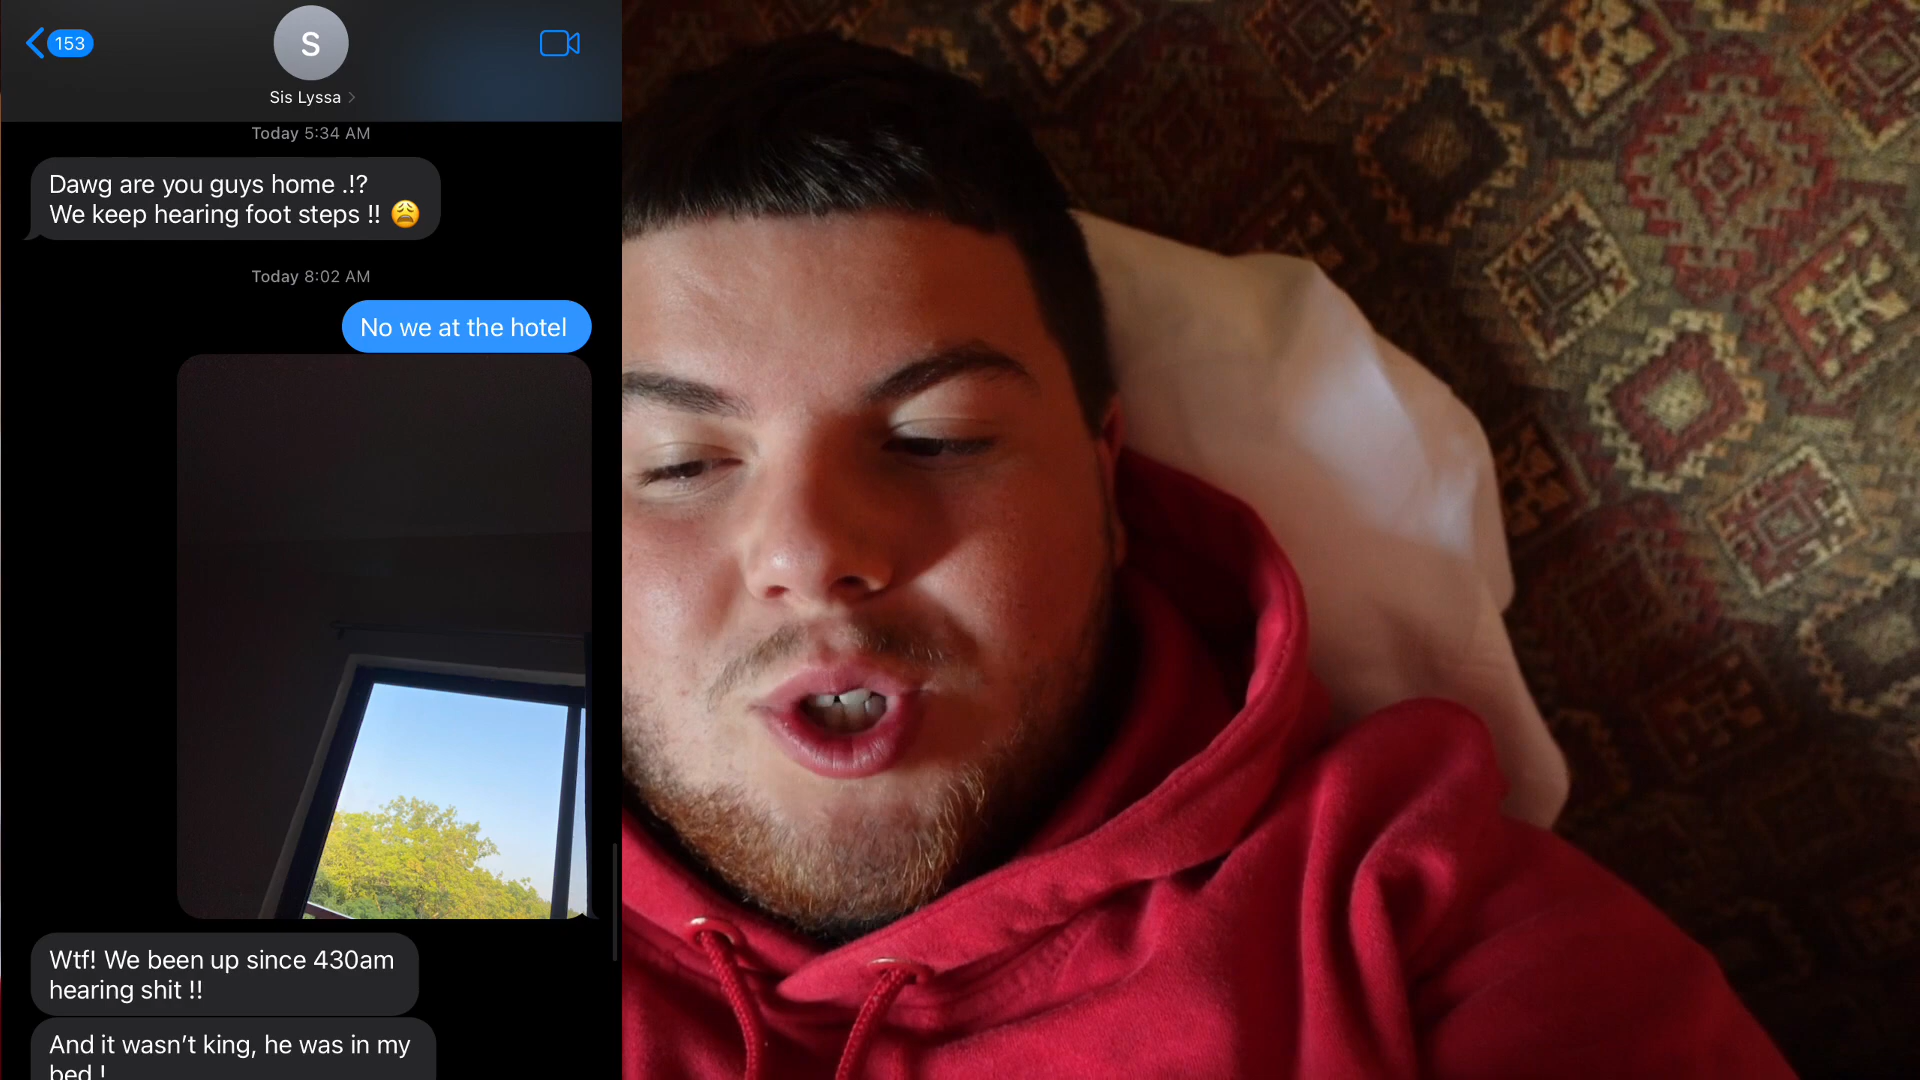 153
S
Sis Lyssa
Today 5:34 AM
Dawg are you guys home .!?
We keep hearing foot steps !! 😩
Today 8:02 AM
No we at the hotel
Wtf! We been up since 430am
hearing shit !!
And it wasn’t king, he was in my
bed !